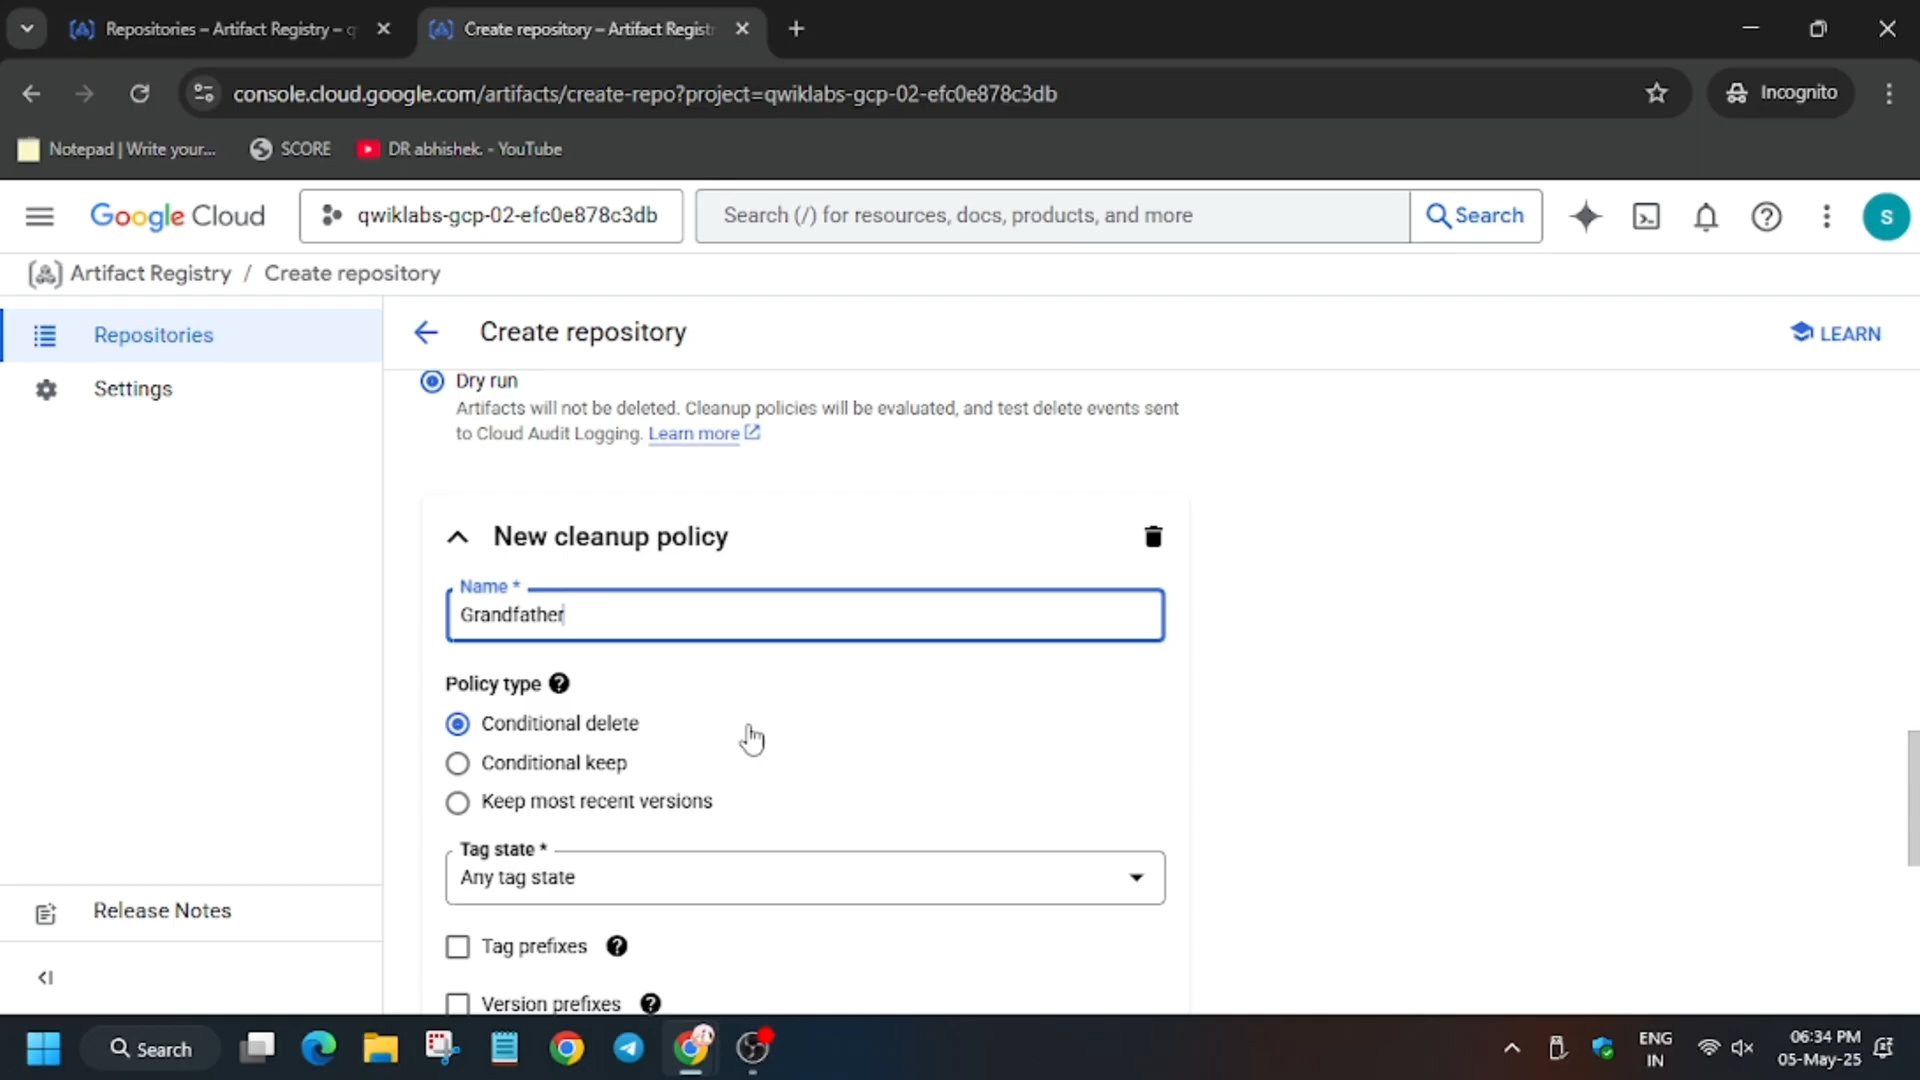 Repositories – Artifact Registry – q
Create repository – Artifact Regist
console.cloud.google.com/artifacts/create-repo?project=qwiklabs-gcp-02-efc0e878c3db
Incognito
Notepad | Write your...
SCORE
DR abhishek. - YouTube
Google Cloud
qwiklabs-gcp-02-efc0e878c3db
Search (/) for resources, docs, products, and more
Search
S
Artifact Registry / Create repository
Repositories
Settings
Release Notes
Create repository
LEARN
Dry run
Artifacts will not be deleted. Cleanup policies will be evaluated, and test delete events sent
to Cloud Audit Logging. Learn more
New cleanup policy
Name *
Grandfather
Policy type
Conditional delete
Conditional keep
Keep most recent versions
Tag state *
Any tag state
Tag prefixes
Version prefixes
Search
ENG
IN
06:34 PM
05-May-25